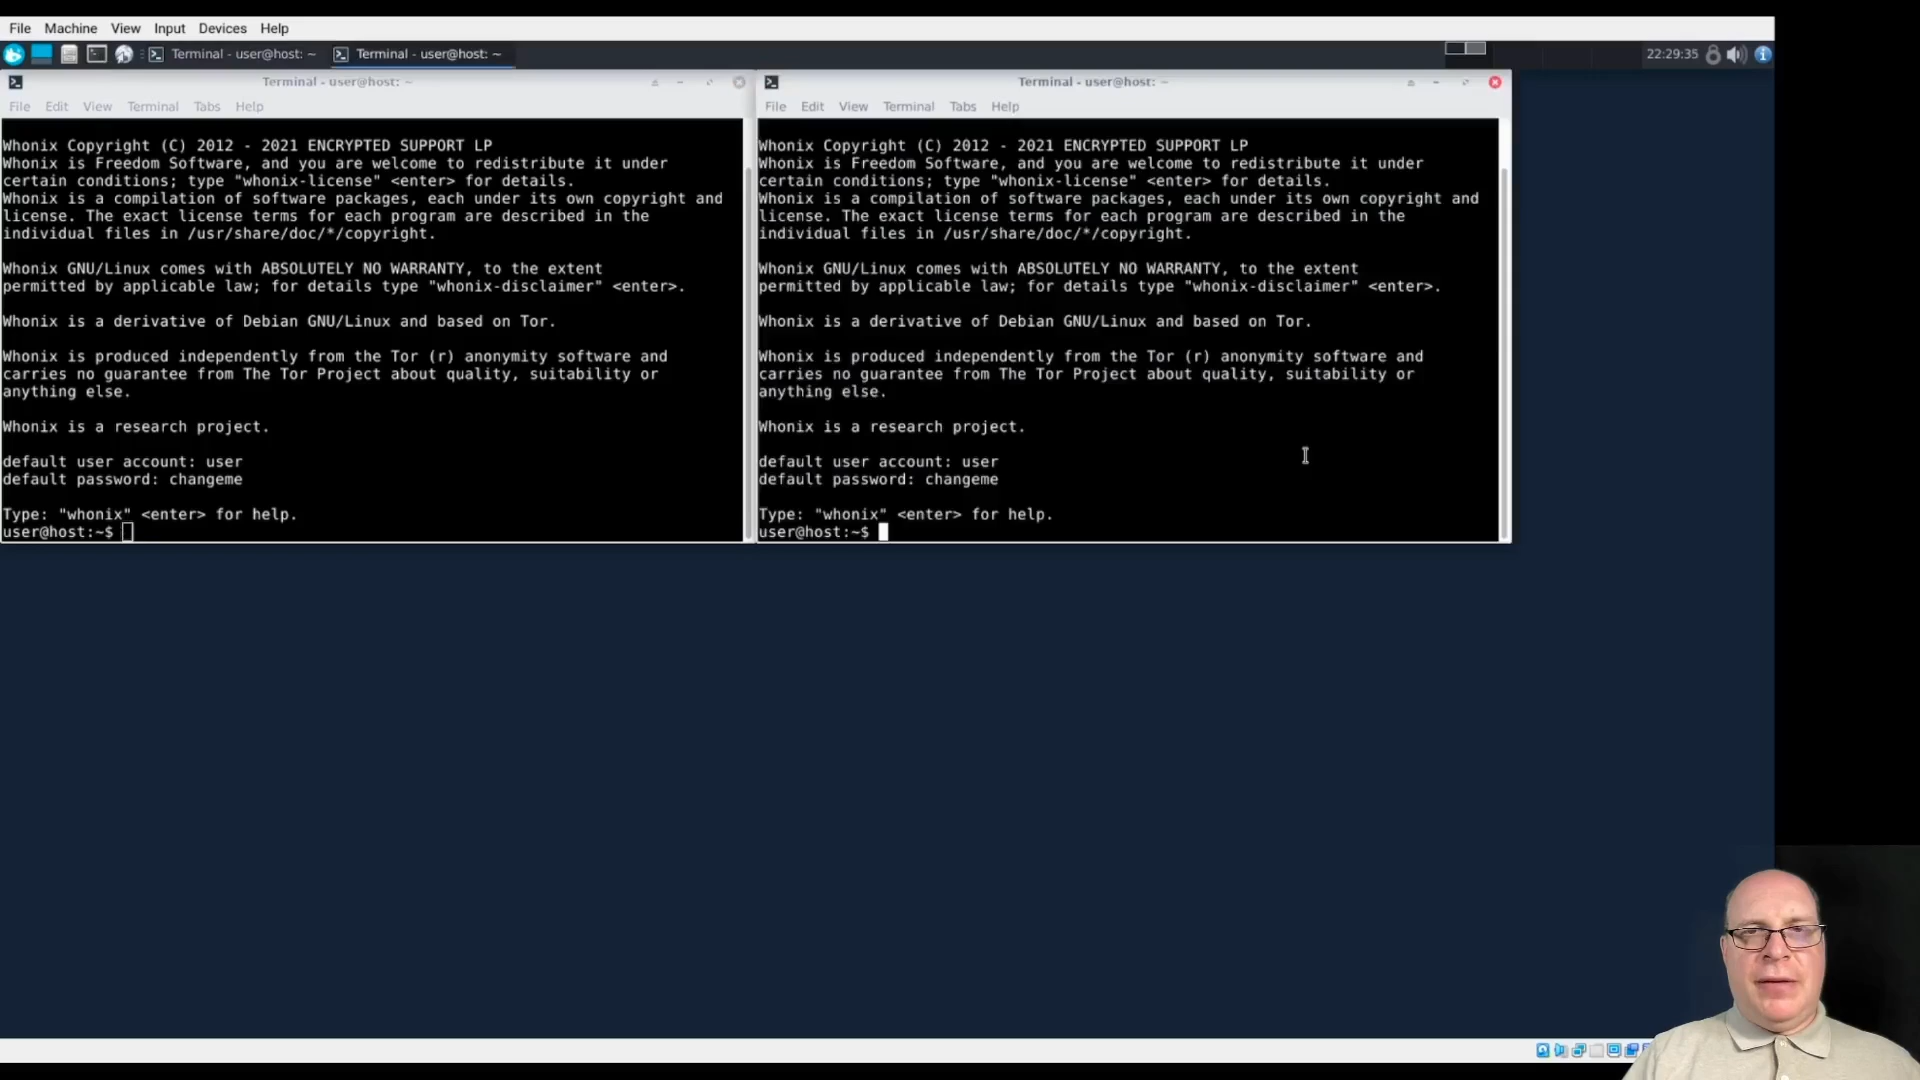 File Machine View Input Devices Help
Terminal - user@host: ~ Terminal - user@host: ~ 22:29:35
Terminal - user@host: ~
File Edit View Terminal Tabs Help
Whonix Copyright (C) 2012 - 2021 ENCRYPTED SUPPORT LP
Whonix is Freedom Software, and you are welcome to redistribute it under
certain conditions; type "whonix-license" <enter> for details.
Whonix is a compilation of software packages, each under its own copyright and
license. The exact license terms for each program are described in the
individual files in /usr/share/doc/*/copyright.
Whonix GNU/Linux comes with ABSOLUTELY NO WARRANTY, to the extent
permitted by applicable law; for details type "whonix-disclaimer" <enter>.
Whonix is a derivative of Debian GNU/Linux and based on Tor.
Whonix is produced independently from the Tor (r) anonymity software and
carries no guarantee from The Tor Project about quality, suitability or
anything else.
Whonix is a research project.
default user account: user
default password: changeme
Type: "whonix" <enter> for help.
user@host:~$
Terminal - user@host: ~
File Edit View Terminal Tabs Help
Whonix Copyright (C) 2012 - 2021 ENCRYPTED SUPPORT LP
Whonix is Freedom Software, and you are welcome to redistribute it under
certain conditions; type "whonix-license" <enter> for details.
Whonix is a compilation of software packages, each under its own copyright and
license. The exact license terms for each program are described in the
individual files in /usr/share/doc/*/copyright.
Whonix GNU/Linux comes with ABSOLUTELY NO WARRANTY, to the extent
permitted by applicable law; for details type "whonix-disclaimer" <enter>.
Whonix is a derivative of Debian GNU/Linux and based on Tor.
Whonix is produced independently from the Tor (r) anonymity software and
carries no guarantee from The Tor Project about quality, suitability or
anything else.
Whonix is a research project.
default user account: user
default password: changeme
Type: "whonix" <enter> for help.
user@host:~$